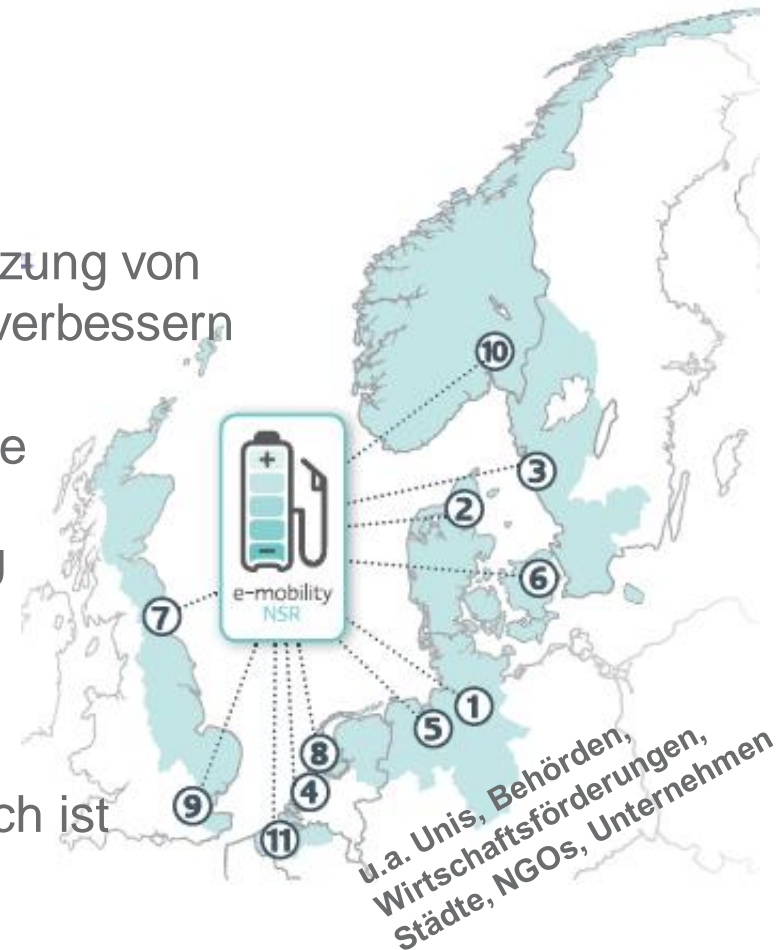 zung von
verbessern
e
g
ch ist
+
e-mobility
NSR
10
3
2
6
7
1
5
8
4
9
11
u.a. Unis, Behörden,
Wirtschaftsförderungen,
Städte, NGOs, Unternehmen